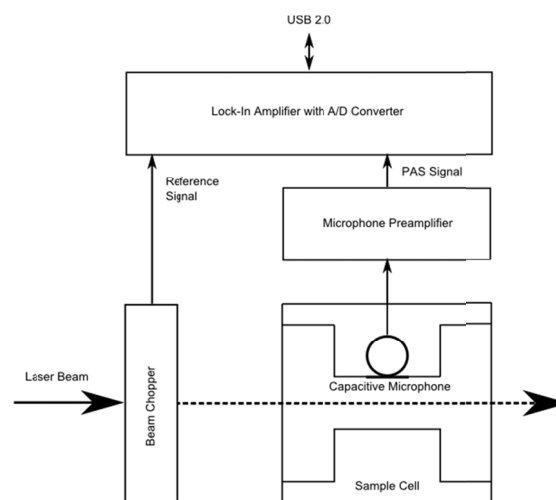 USB 2.0
Lock-In Amplifier with A/D Converter
Reference
Signal
PAS Signal
Microphone Preamplifier
Laser Beam
Beam Chopper
Capacitive Microphone
Sample Cell